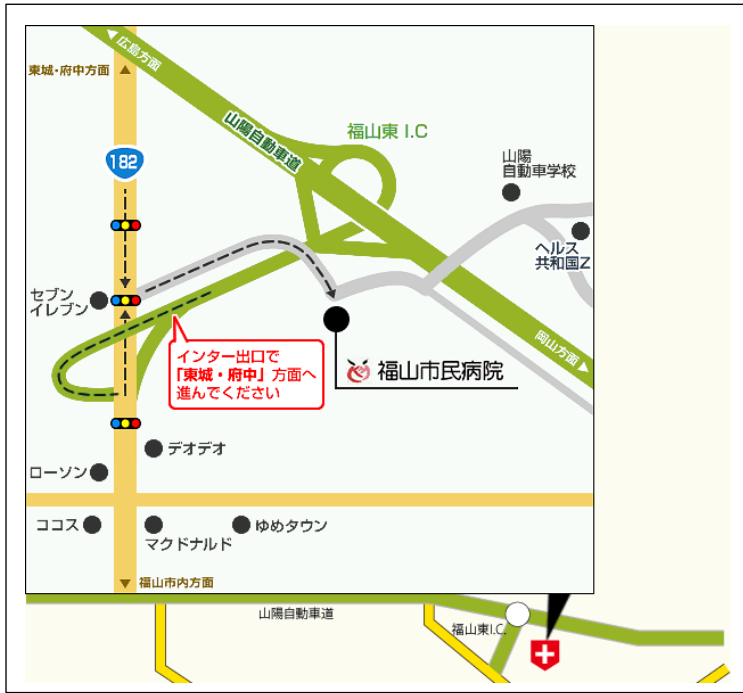 広島方面
東城・府中方面
山陽自動車道
福山東 I.C
182
山陽
自動車学校
ヘルス
共和国Z
セブン
イレブン
岡山方面
インター出口で
「東城・府中」方面へ
進んでください
福山市民病院
デオデオ
ローソン
ココス
マクドナルド
ゆめタウン
福山市内方面
山陽自動車道
福山東I.C.